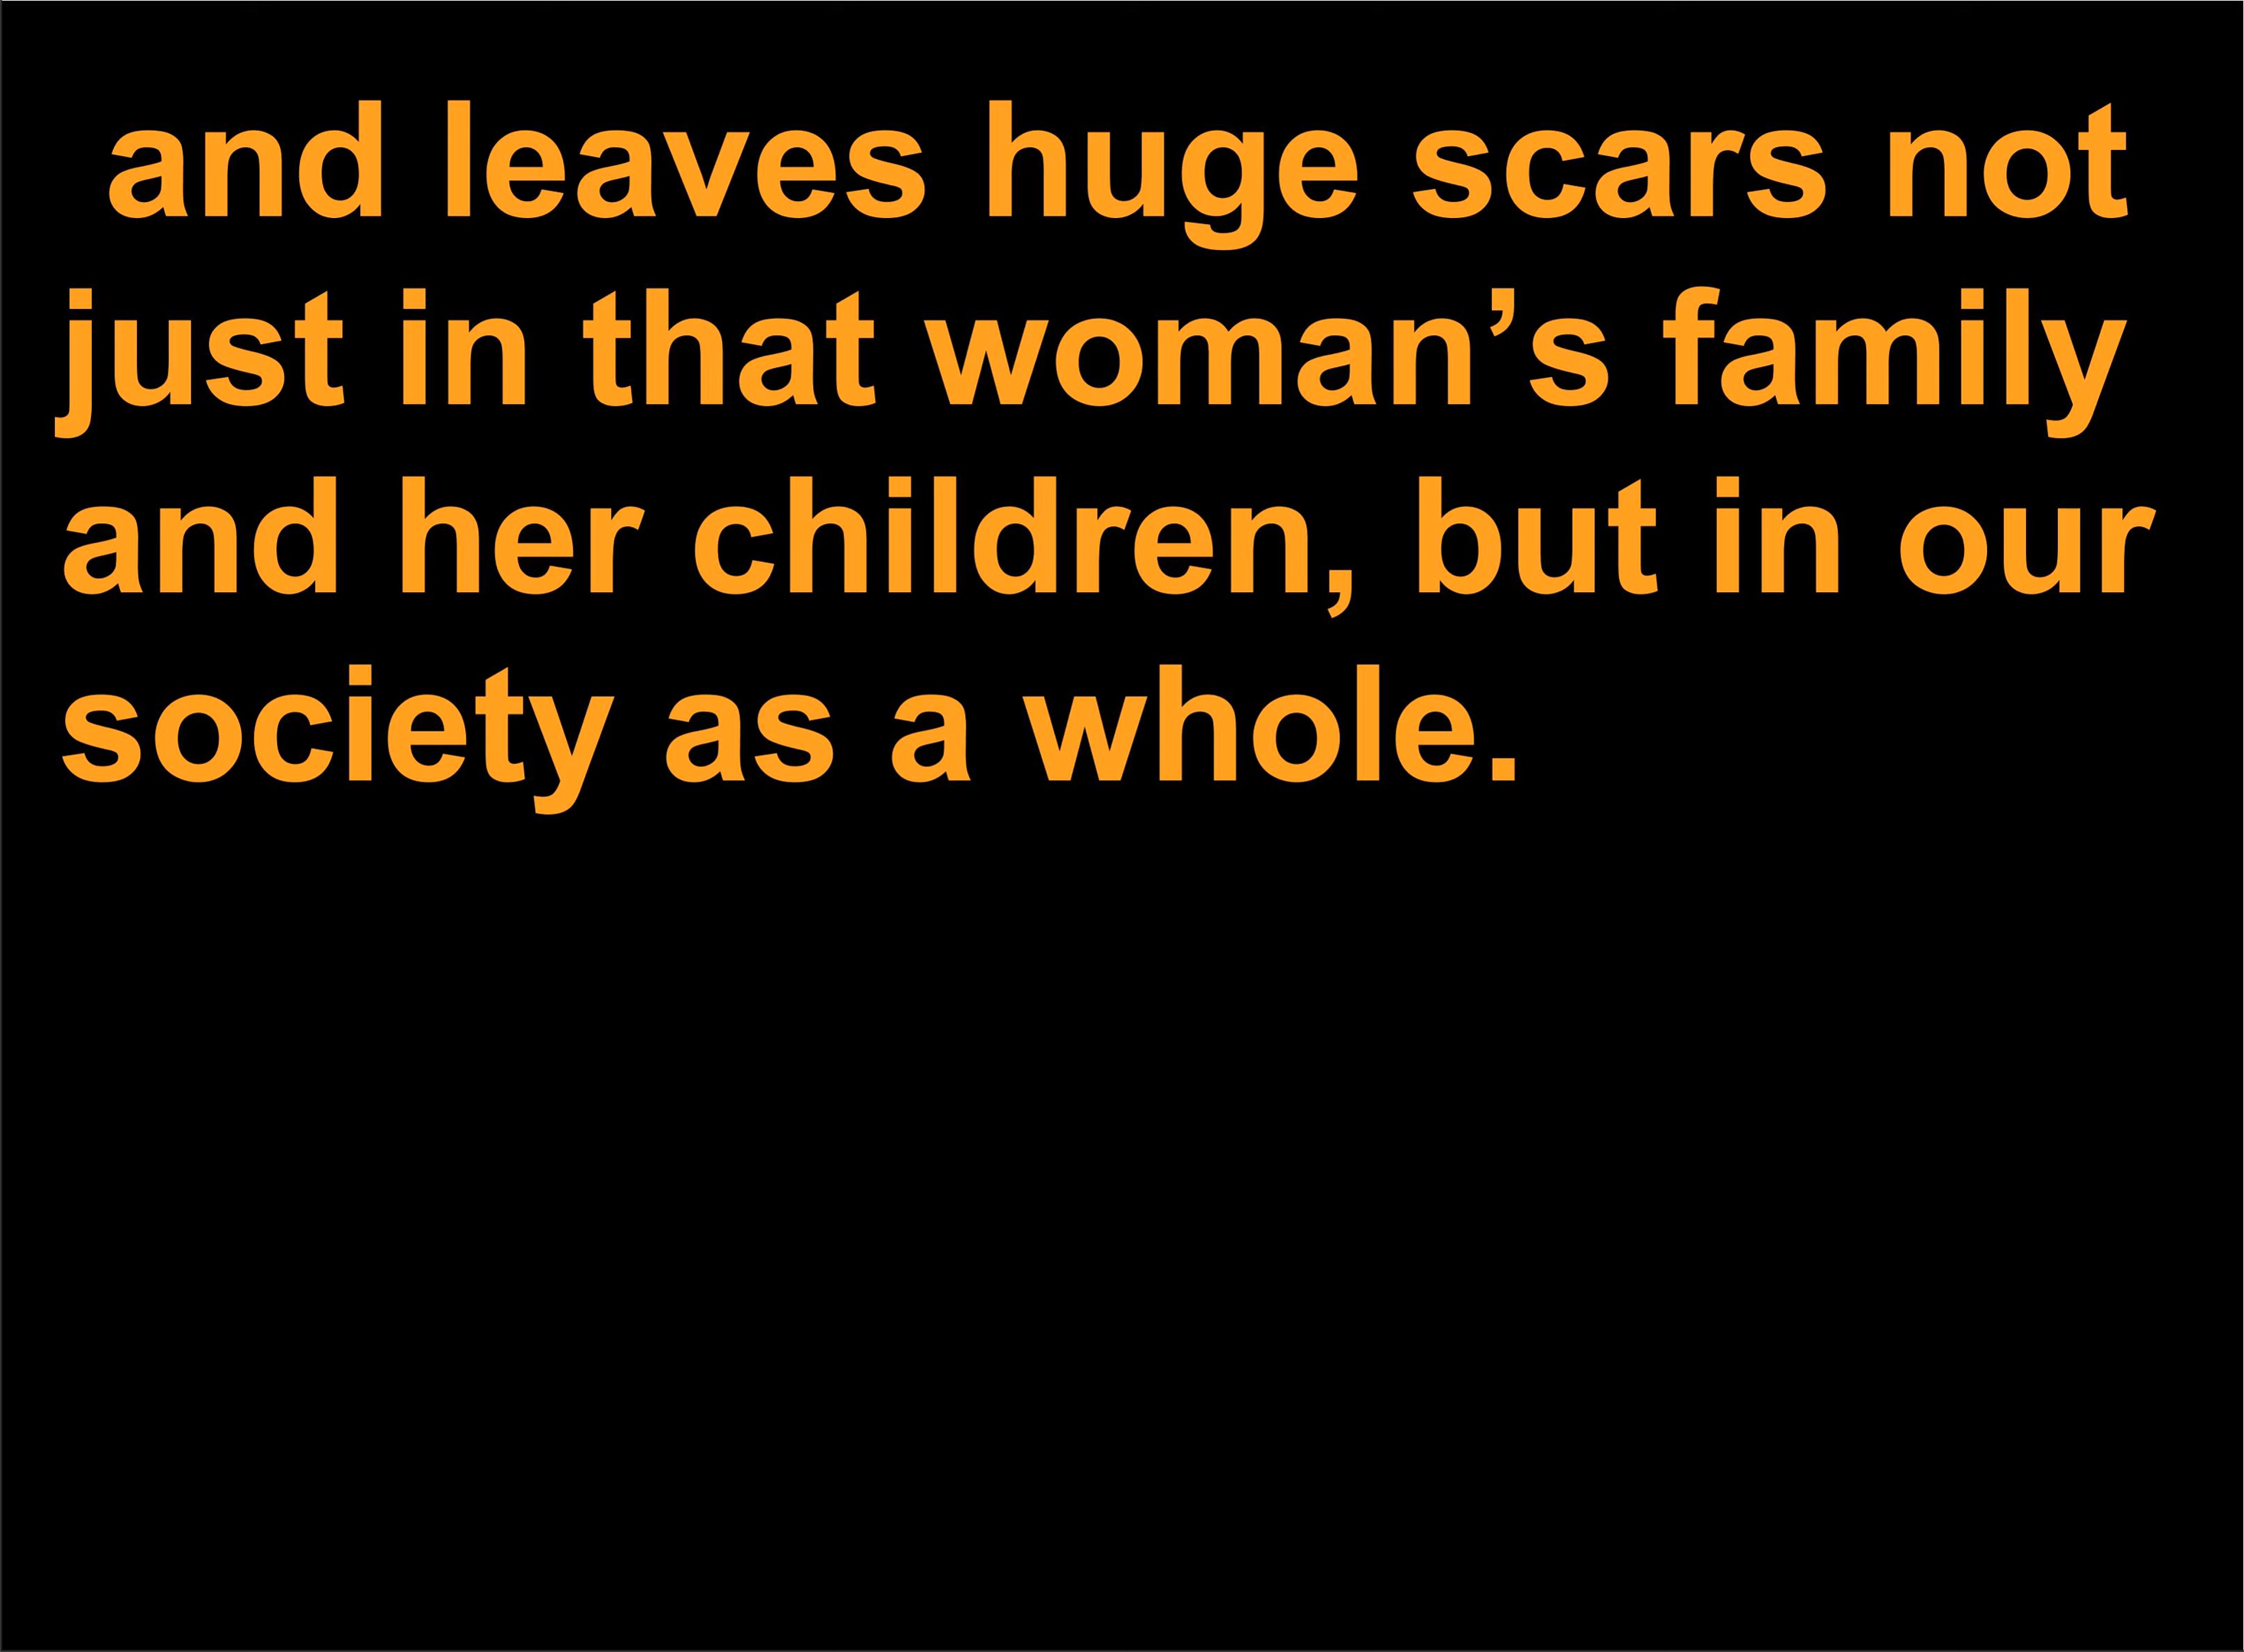 and leaves huge scars not
just in that woman’s family
and her children, but in our
society as a whole.